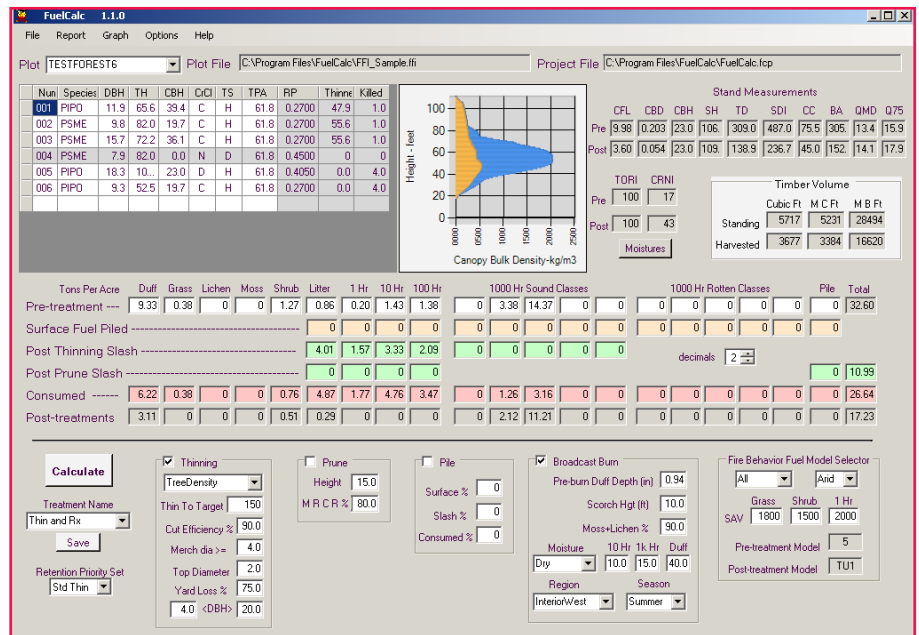 FuelCalc 1.1.0
File Report Graph Options Help
Plot TESTFOREST6 Plot File C:\Program Files\FuelCalc\FFI_Sample.ffi Project File C:\Program Files\FuelCalc\FuelCalc.fcp
Num Species DBH TH CBH CrCl TS TPA RP Thinne Killed
001 PIPO 11.9 65.6 39.4 C H 61.8 0.2700 47.9 1.0
002 PSME 9.8 82.0 19.7 C H 61.8 0.2700 55.6 1.0
003 PSME 15.7 72.2 36.1 C H 61.8 0.2700 55.6 1.0
004 PSME 7.9 82.0 0.0 N D 61.8 0.4500 0 0
005 PIPO 18.3 10... 23.0 D H 61.8 0.4050 0.0 4.0
006 PIPO 9.3 52.5 19.7 C H 61.8 0.2700 0.0 4.0
Height - feet
100
80
60
40
20
0
0000 0500 1000 1500 2000 2500
Canopy Bulk Density-kg/m3
Stand Measurements
CFL CBD CBH SH TD SDI CC BA QMD Q75
Pre 9.98 0.203 23.0 106. 309.0 487.0 75.5 305. 13.4 15.9
Post 3.60 0.054 23.0 109. 138.9 236.7 45.0 152. 14.1 17.9
TORI CRNI
Pre 100 17
Post 100 43
Moistures
Timber Volume
Cubic Ft M C Ft M B Ft
Standing 5717 5231 28494
Harvested 3677 3384 16620
Tons Per Acre Duff Grass Lichen Moss Shrub Litter 1 Hr 10 Hr 100 Hr 1000 Hr Sound Classes 1000 Hr Rotten Classes Pile Total
Pre-treatment --- 9.33 0.38 0 0 1.27 0.86 0.20 1.43 1.38 0 3.38 14.37 0 0 0 0 0 0 0 0 32.60
Surface Fuel Piled ---------------------------------- 0 0 0 0 0 0 0 0 0 0 0 0 0 0 0
Post Thinning Slash -------------------------------- 4.01 1.57 3.33 2.09 0 0 0 0 0
decimals 2
Post Prune Slash ------------------------------------ 0 0 0 0 0 10.99
Consumed ------ 6.22 0.38 0 0 0.76 4.87 1.77 4.76 3.47 0 1.26 3.16 0 0 0 0 0 0 0 0 26.64
Post-treatments 3.11 0 0 0 0.51 0.29 0 0 0 0 2.12 11.21 0 0 0 0 0 0 0 0 17.23
Calculate
Treatment Name
Thin and Rx
Save
Retention Priority Set
Std Thin
Thinning
TreeDensity
Thin To Target 150
Cut Efficiency % 90.0
Merch dia >= 4.0
Top Diameter 2.0
Yard Loss % 75.0
4.0 <DBH> 20.0
Prune
Height 15.0
M R C R % 80.0
Pile
Surface % 0
Slash % 0
Consumed % 0
Broadcast Burn
Pre-burn Duff Depth (in) 0.94
Scorch Hgt (ft) 10.0
Moss+Lichen % 90.0
Moisture 10 Hr 1k Hr Duff
Dry 10.0 15.0 40.0
Region Season
InteriorWest Summer
Fire Behavior Fuel Model Selector
All Arid
Grass Shrub 1 Hr
SAV 1800 1500 2000
Pre-treatment Model 5
Post-treatment Model TU1